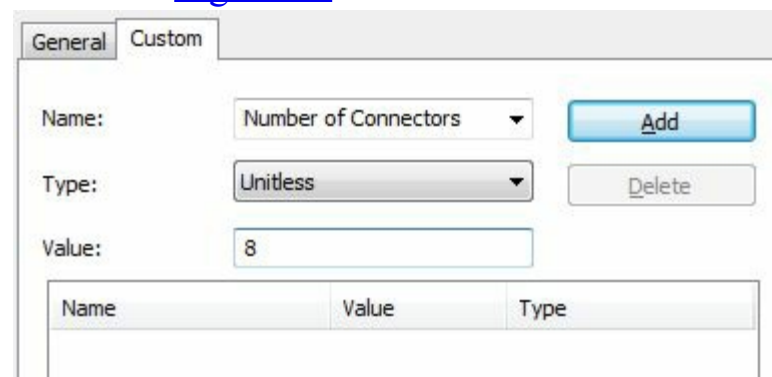 General Custom
Name: Number of Connectors Add
Type: Unitless Delete
Value: 8
Name Value Type